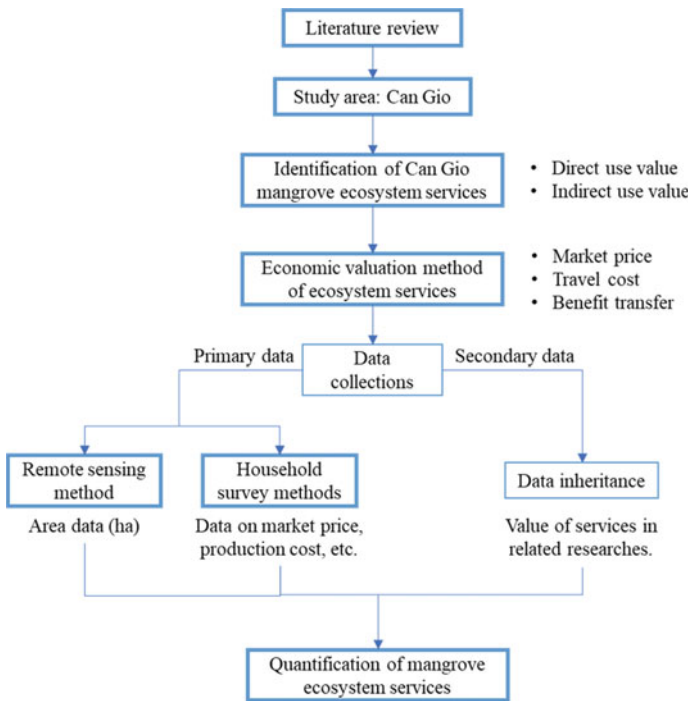 Literature review
Study area: Can Gio
Identification of Can Gio
mangrove ecosystem services
• Direct use value
• Indirect use value
Economic valuation method
of ecosystem services
• Market price
• Travel cost
• Benefit transfer
Primary data
Data
collections
Secondary data
Remote sensing
method
Household
survey methods
Data inheritance
Area data (ha)
Data on market price,
production cost, etc.
Value of services in
related researches.
Quantification of mangrove
ecosystem services